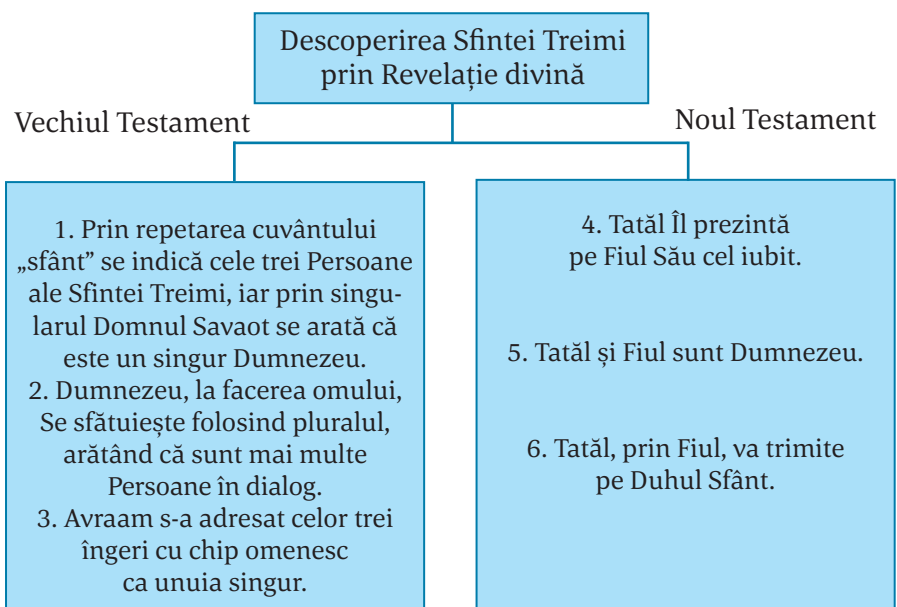 Descoperirea Sfintei Treimi
prin Revelație divină
Vechiul Testament
Noul Testament
1. Prin repetarea cuvântului
„sfânt” se indică cele trei Persoane
ale Sfintei Treimi, iar prin singu-
larul Domnul Savaot se arată că
este un singur Dumnezeu.
2. Dumnezeu, la facerea omului,
Se sfătuiește folosind pluralul,
arătând că sunt mai multe
Persoane în dialog.
3. Avraam s-a adresat celor trei
îngeri cu chip omenesc
ca unuia singur.
4. Tatăl Îl prezintă
pe Fiul Său cel iubit.
5. Tatăl și Fiul sunt Dumnezeu.
6. Tatăl, prin Fiul, va trimite
pe Duhul Sfânt.